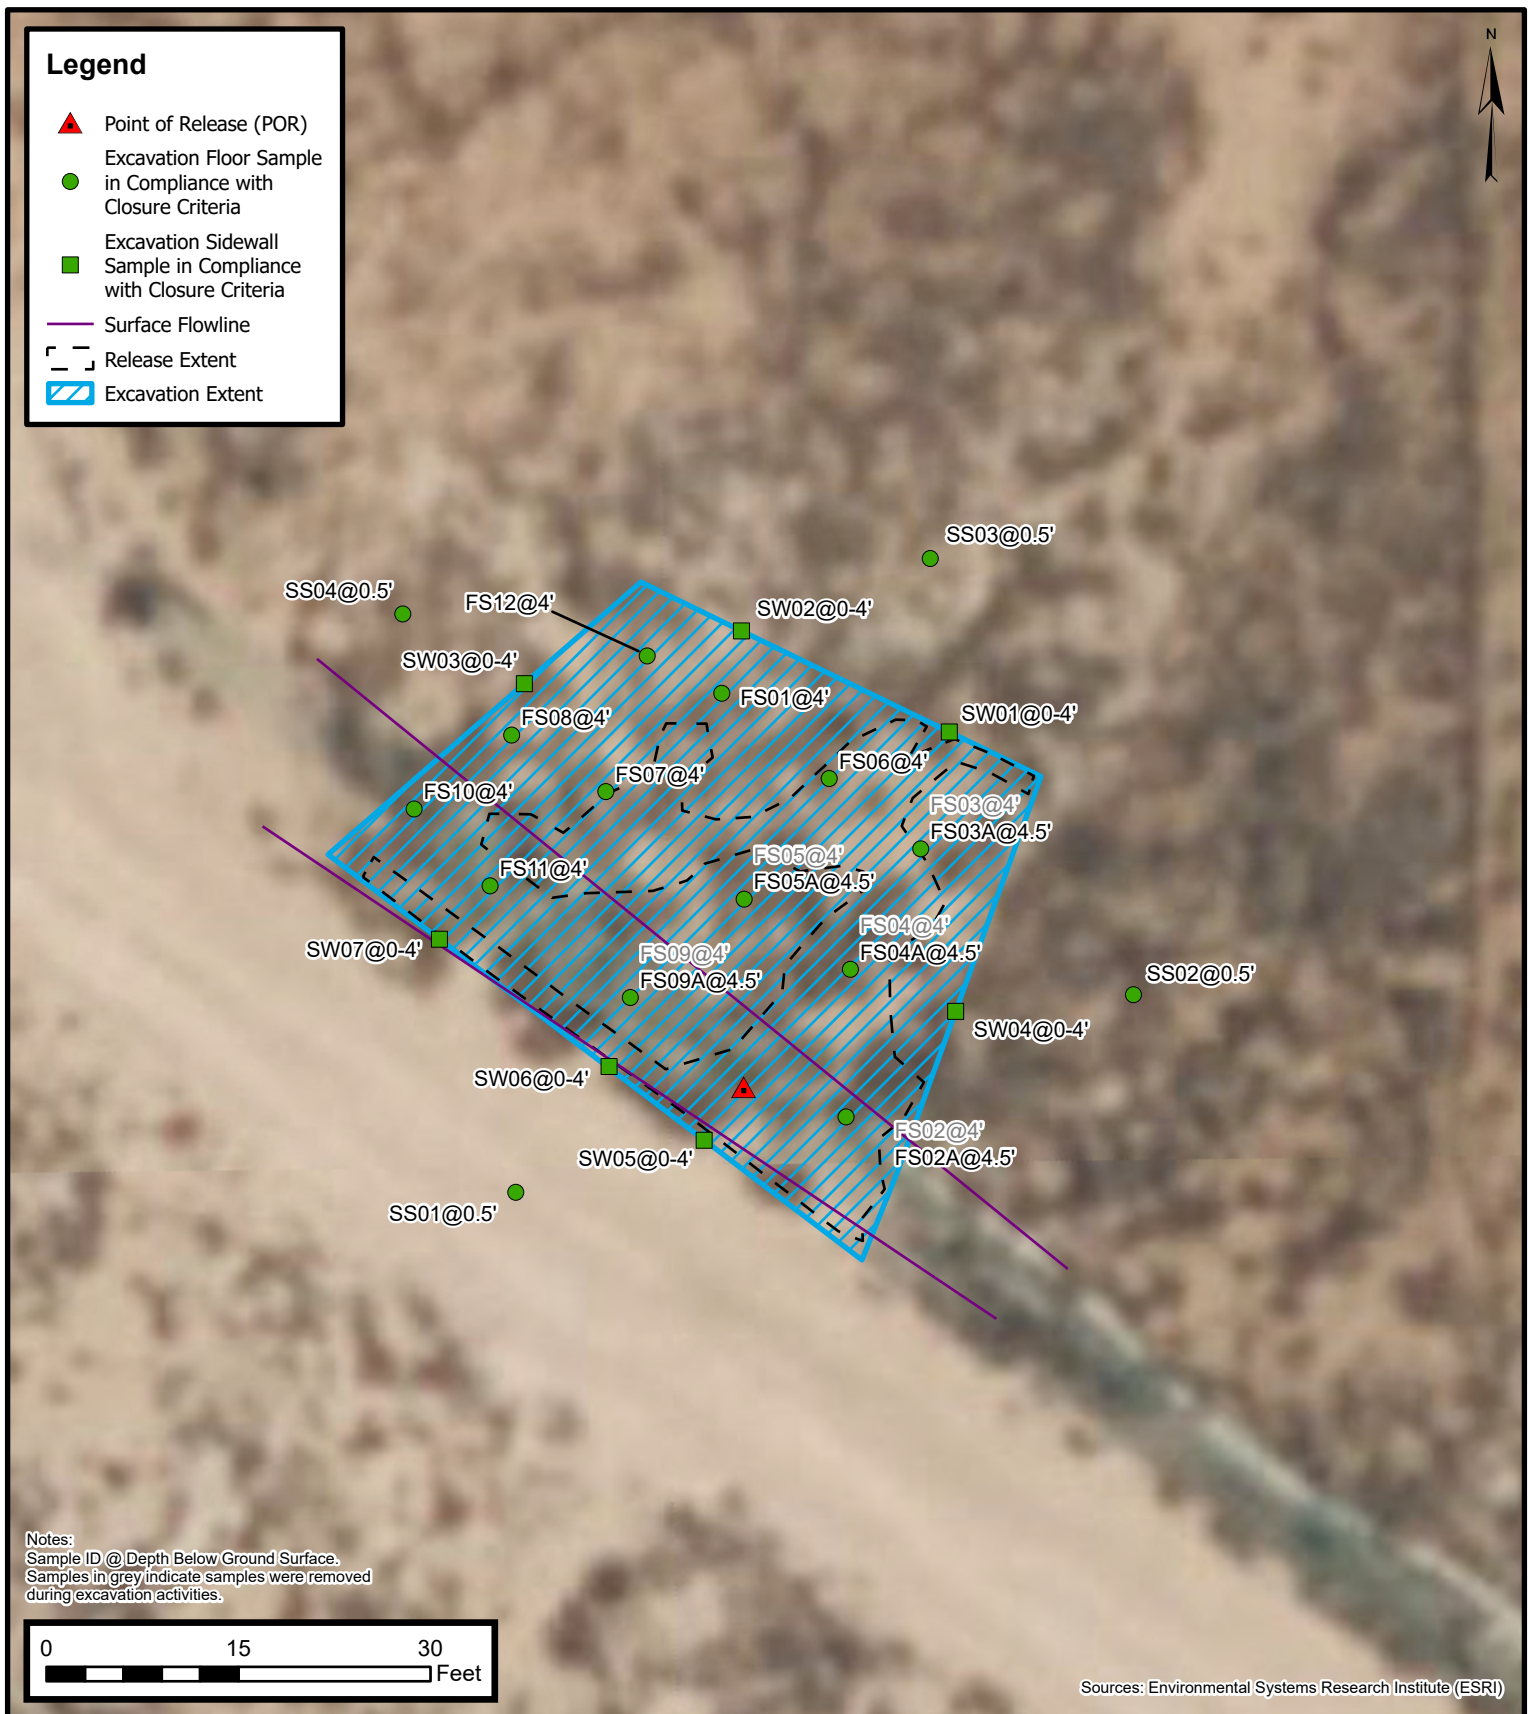 Legend
Point of Release (POR)
Excavation Floor Sample
in Compliance with
Closure Criteria
Excavation Sidewall
Sample in Compliance
with Closure Criteria
Surface Flowline
Release Extent
Excavation Extent
N
SS03@0.5'
SS04@0.5'
FS12@4'
SW02@0-4'
SW03@0-4'
FS01@4'
SW01@0-4'
FS08@4'
FS07@4'
FS06@4'
FS10@4'
FS03@4'
FS03A@4.5'
FS11@4'
FS05@4'
FS05A@4.5'
SW07@0-4'
FS09@4'
FS09A@4.5'
FS04@4'
FS04A@4.5'
SS02@0.5'
SW04@0-4'
SW06@0-4'
FS02@4'
FS02A@4.5'
SW05@0-4'
SS01@0.5'
Notes:
Sample ID @ Depth Below Ground Surface.
Samples in grey indicate samples were removed
during excavation activities.
0 15 30
Feet
Sources: Environmental Systems Research Institute (ESRI)